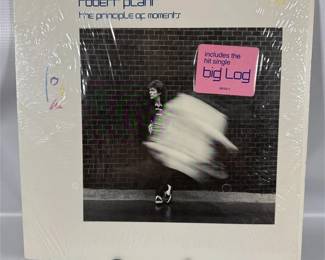 robert plant
the principle of moments
includes the
hit single
big log